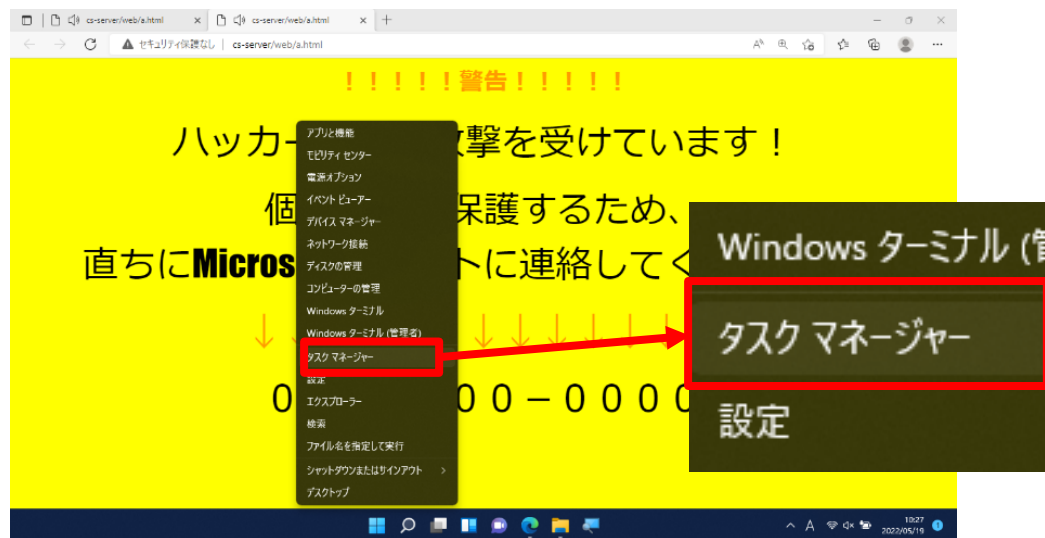 cs-server/web/a.html
cs-server/web/a.html
セキュリティ保護なし | cs-server/web/a.html
！！！！！警告！！！！！
ハッカー
攻撃を受けています！
個
保護するため、
直ちにMicros
トに連絡してく
↓
↓↓↓↓↓↓
0
00－0000
アプリと機能
モビリティ センター
電源オプション
イベント ビューアー
デバイス マネージャー
ネットワーク接続
ディスクの管理
コンピューターの管理
Windows ターミナル
Windows ターミナル (管理者)
タスク マネージャー
設定
エクスプローラー
検索
ファイル名を指定して実行
シャットダウンまたはサインアウト
デスクトップ
Windows ターミナル (管
タスク マネージャー
設定
A
10:27
2022/05/19